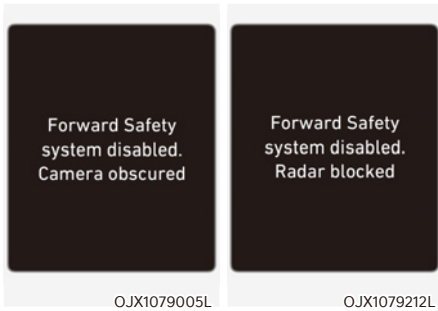 Forward Safety
system disabled.
Camera obscured
OJX1079005L
Forward Safety
system disabled.
Radar blocked
OJX1079212L